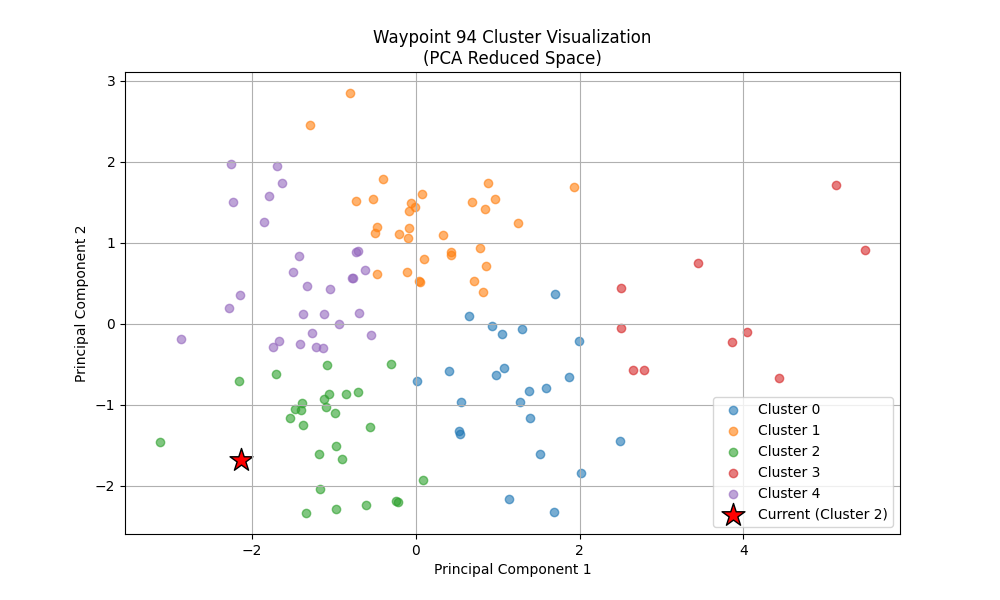 Waypoint 94 Cluster Visualization
(PCA Reduced Space)
Principal Component 2
3
2
1
0
−1
−2
−2
0
2
4
Principal Component 1
Cluster 0
Cluster 1
Cluster 2
Cluster 3
Cluster 4
Current (Cluster 2)